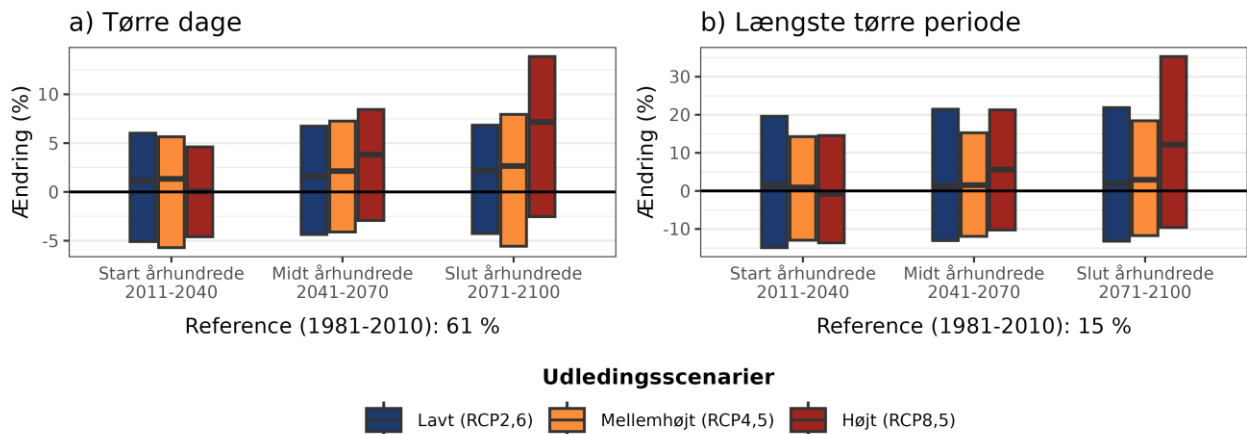 a) Tørre dage
Ændring (%)
10
5
0
-5
Start århundrede
2011-2040
Midt århundrede
2041-2070
Slut århundrede
2071-2100
Reference (1981-2010): 61 %
b) Længste tørre periode
Ændring (%)
30
20
10
0
-10
Start århundrede
2011-2040
Midt århundrede
2041-2070
Slut århundrede
2071-2100
Reference (1981-2010): 15 %
Udledingsscenarier
Lavt (RCP2,6)
Mellemhøjt (RCP4,5)
Højt (RCP8,5)